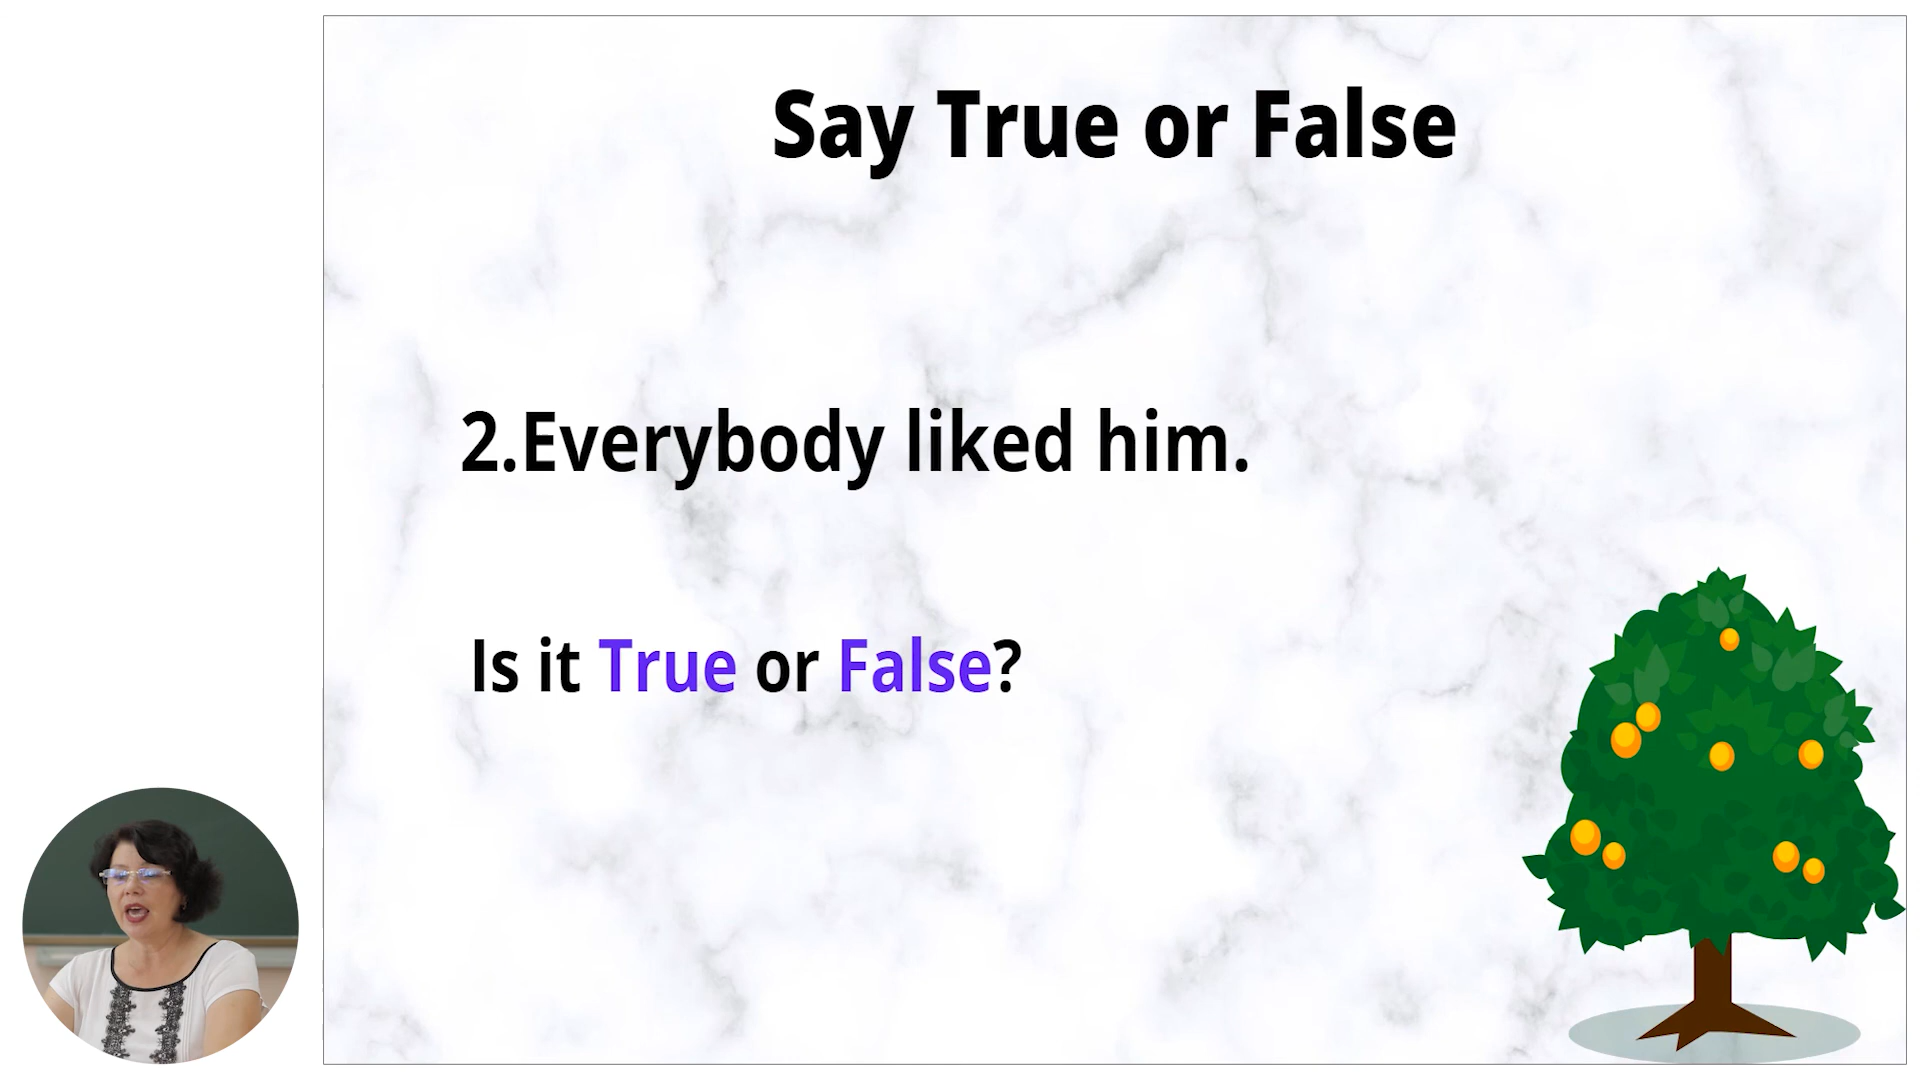 Say True or False
2.Everybody liked him.
Is it True or False?